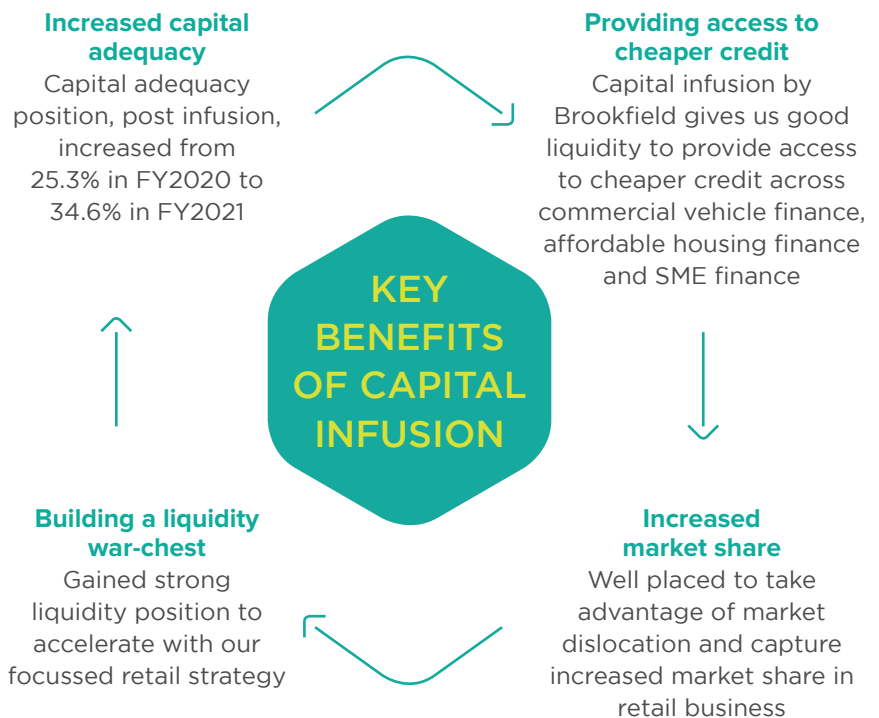 Increased capital
adequacy
Capital adequacy
position, post infusion,
increased from
25.3% in FY2020 to
34.6% in FY2021
Providing access to
cheaper credit
Capital infusion by
Brookfield gives us good
liquidity to provide access
to cheaper credit across
commercial vehicle finance,
affordable housing finance
and SME finance
KEY
BENEFITS
OF CAPITAL
INFUSION
Building a liquidity
war-chest
Gained strong
liquidity position to
accelerate with our
focussed retail strategy
Increased
market share
Well placed to take
advantage of market
dislocation and capture
increased market share in
retail business